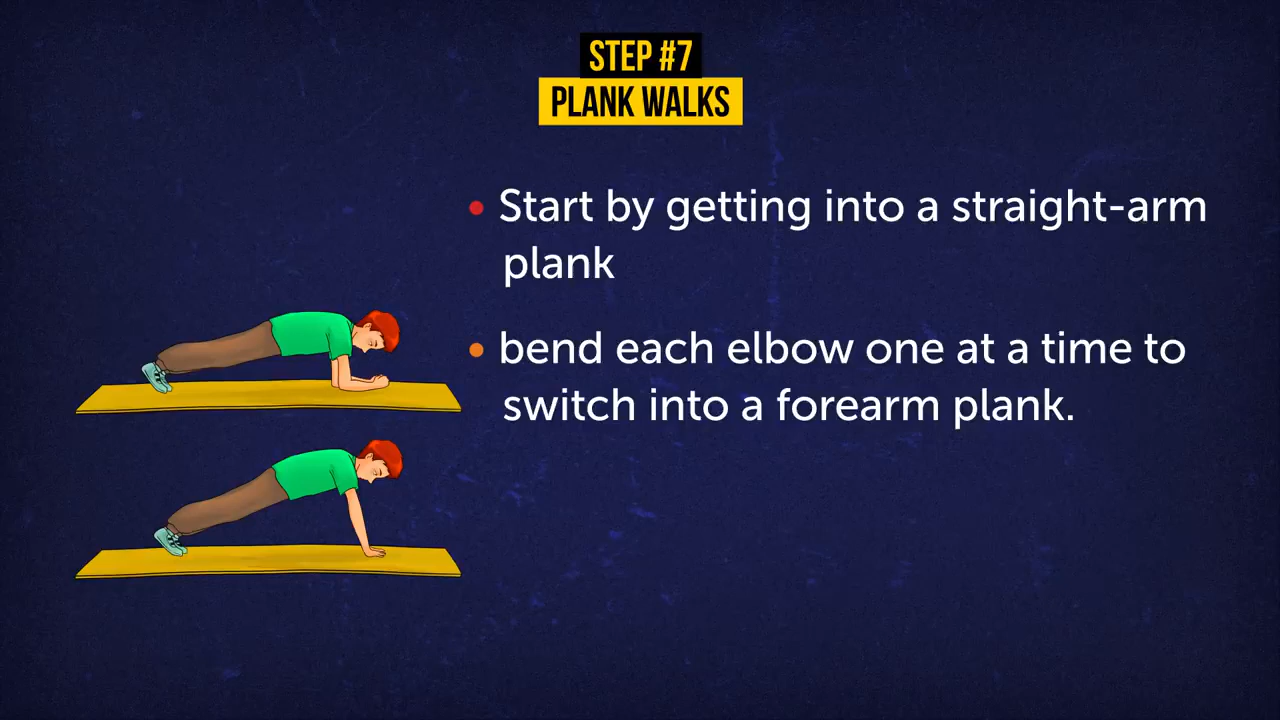 STEP #7
PLANK WALKS
• Start by getting into a straight-arm
plank
• bend each elbow one at a time to
switch into a forearm plank.